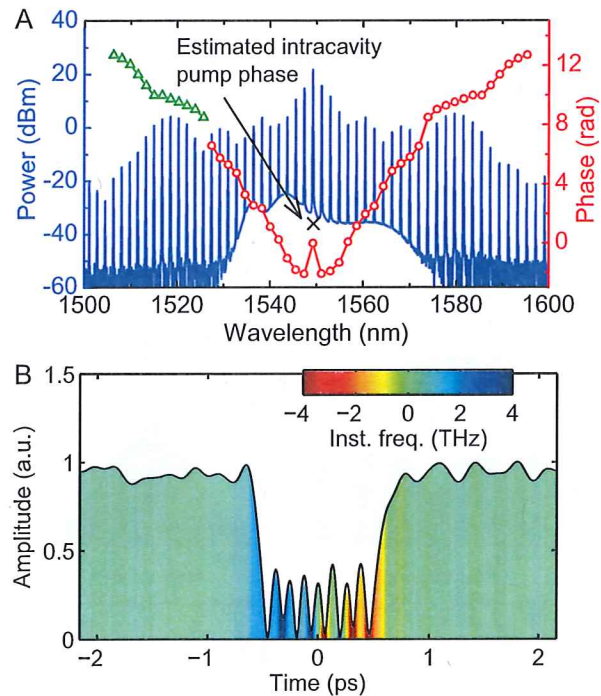 A
Estimated intracavity
pump phase
Power (dBm)
40
20
0
−20
−40
−60
Phase (rad)
12
8
4
0
1500 1520 1540 1560 1580 1600
Wavelength (nm)
B
Amplitude (a.u.)
1.5
1
0.5
0
−4 −2 0 2 4
Inst. freq. (THz)
−2 −1 0 1 2
Time (ps)